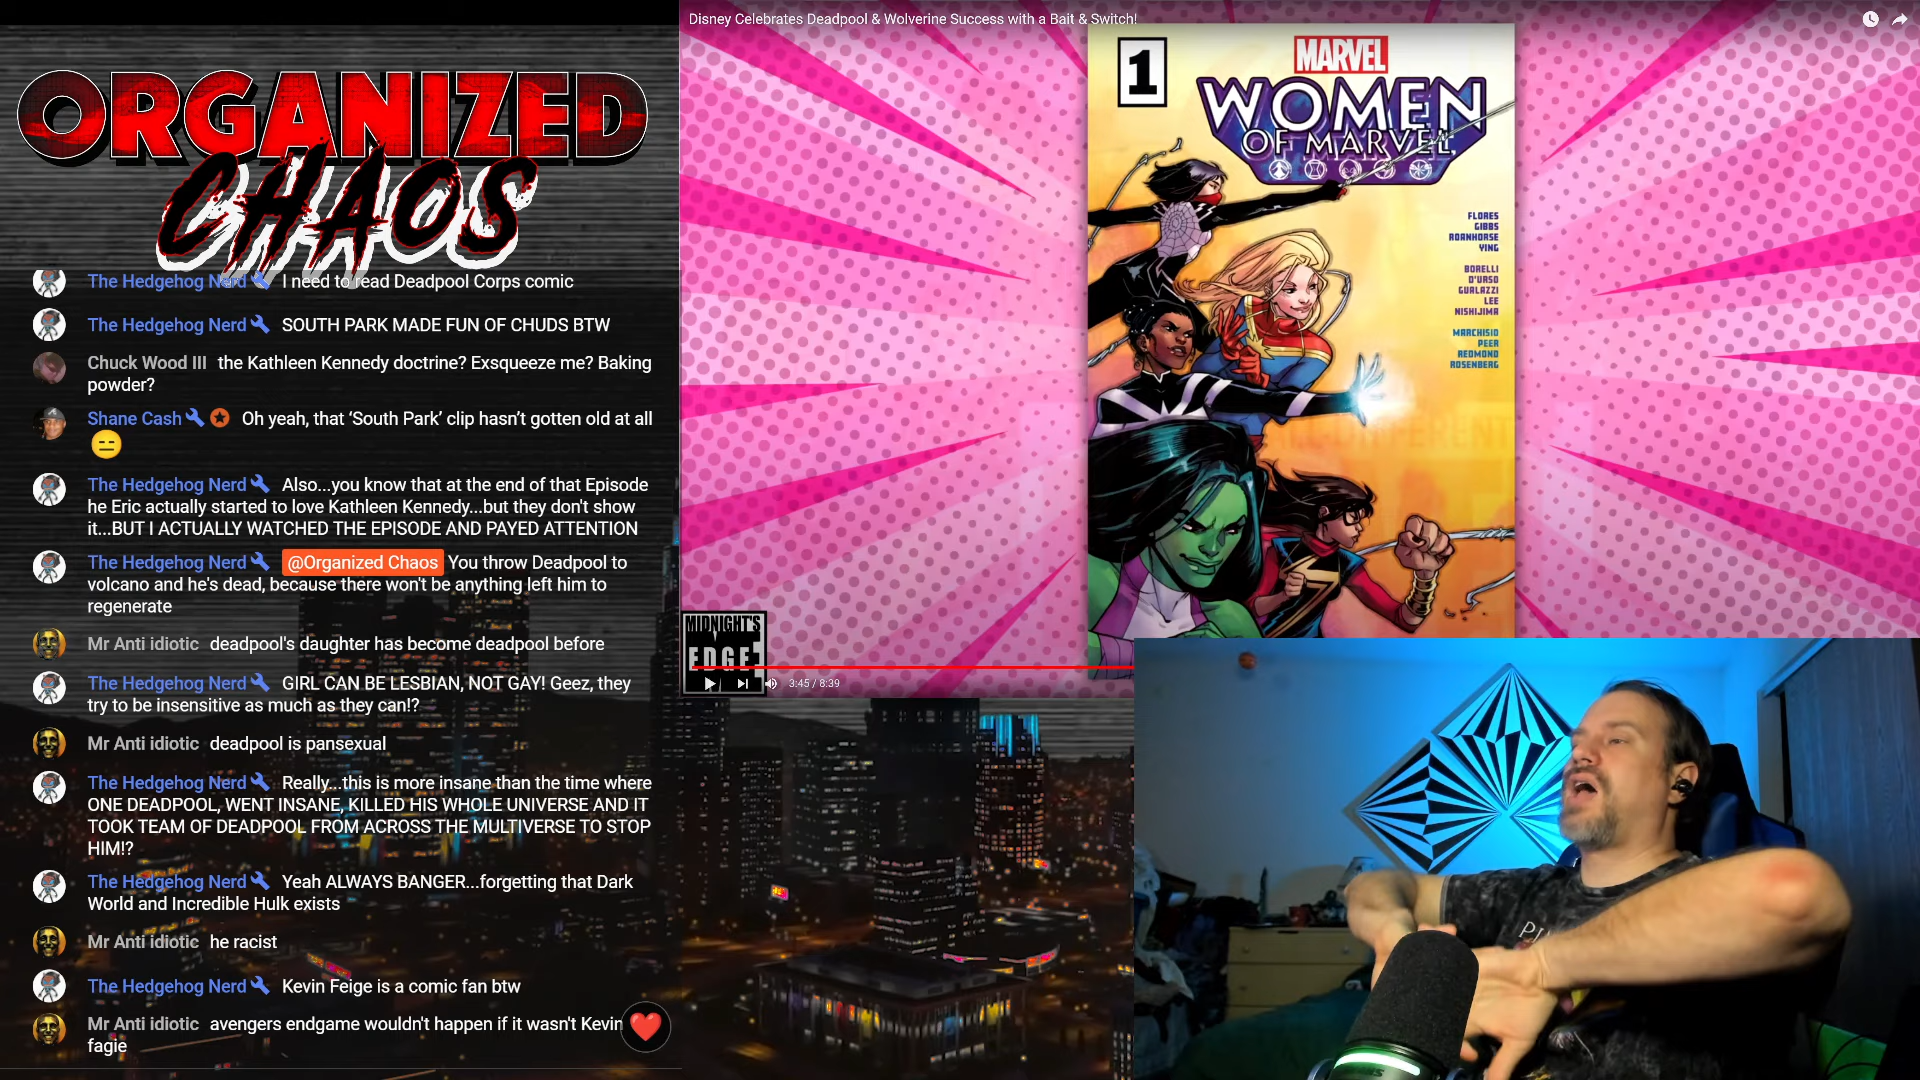 ORGANIZED
CHAOS
The Hedgehog Nerd I need to read Deadpool Corps comic
The Hedgehog Nerd SOUTH PARK MADE FUN OF CHUDS BTW
Chuck Wood III the Kathleen Kennedy doctrine? Exsqueeze me? Baking
powder?
Shane Cash Oh yeah, that ‘South Park’ clip hasn’t gotten old at all
The Hedgehog Nerd Also...you know that at the end of that Episode
he Eric actually started to love Kathleen Kennedy...but they don't show
it...BUT I ACTUALLY WATCHED THE EPISODE AND PAYED ATTENTION
The Hedgehog Nerd @Organized Chaos You throw Deadpool to
volcano and he's dead, because there won't be anything left him to
regenerate
Mr Anti idiotic deadpool's daughter has become deadpool before
The Hedgehog Nerd GIRL CAN BE LESBIAN, NOT GAY! Geez, they
try to be insensitive as much as they can!?
Mr Anti idiotic deadpool is pansexual
The Hedgehog Nerd Really...this is more insane than the time where
ONE DEADPOOL, WENT INSANE, KILLED HIS WHOLE UNIVERSE AND IT
TOOK TEAM OF DEADPOOL FROM ACROSS THE MULTIVERSE TO STOP
HIM!?
The Hedgehog Nerd Yeah ALWAYS BANGER...forgetting that Dark
World and Incredible Hulk exists
Mr Anti idiotic he racist
The Hedgehog Nerd Kevin Feige is a comic fan btw
Mr Anti idiotic avengers endgame wouldn't happen if it wasn't Kevin
fagie
Disney Celebrates Deadpool & Wolverine Success with a Bait & Switch!
1
MARVEL
WOMEN
OF MARVEL
FLORES
GIBBS
ROANHORSE
YING
BORELLI
D'URSO
GUALAZZI
LEE
NISHIJIMA
MARCHISIO
PEER
REDMOND
ROSENBERG
MIDNIGHT'S
EDGE
3:45 / 8:39